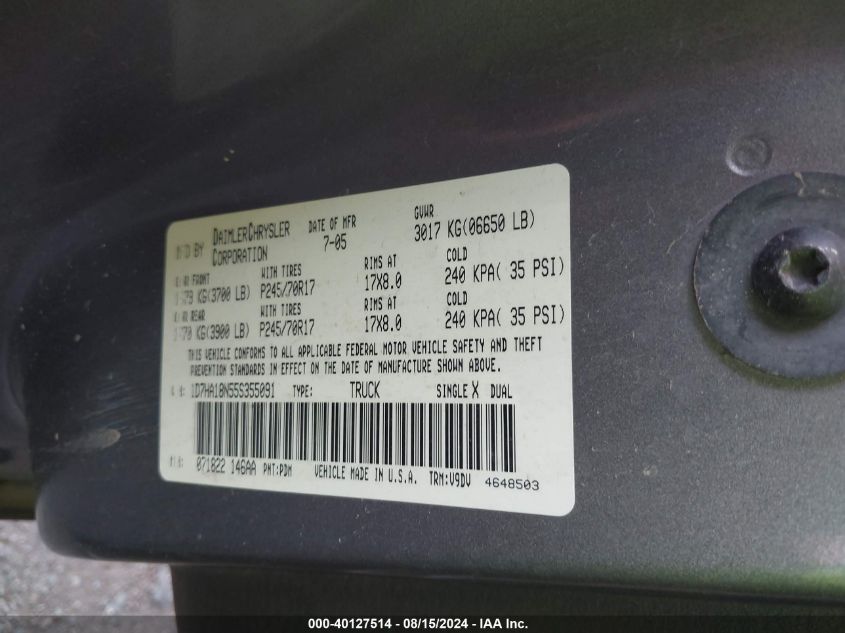 MFD BY DAIMLERCHRYSLER CORPORATION DATE OF MFR 7-05 GVWR 3017 KG(06650 LB)
FRONT WITH TIRES RIMS AT COLD
KG(3700 LB) P245/70R17 17X8.0 240 KPA( 35 PSI)
REAR WITH TIRES RIMS AT COLD
KG(3900 LB) P245/70R17 17X8.0 240 KPA( 35 PSI)
THIS VEHICLE CONFORMS TO ALL APPLICABLE FEDERAL MOTOR VEHICLE SAFETY AND THEFT
PREVENTION STANDARDS IN EFFECT ON THE DATE OF MANUFACTURE SHOWN ABOVE.
1D7HA18N55S355091 TYPE: TRUCK SINGLE X DUAL
071822 146AA PNT:PDM VEHICLE MADE IN U.S.A. TRM:V9DV 4648503
000-40127514 - 08/15/2024 - IAA Inc.